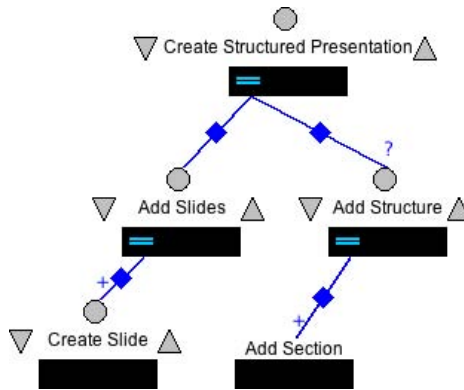 Create Structured Presentation
?
Add Slides
Add Structure
+
+
Create Slide
Add Section